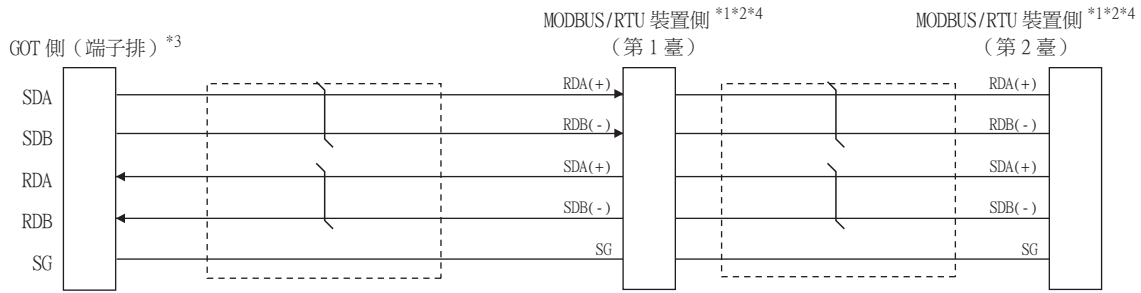 MODBUS/RTU 裝置側 *1*2*4
（第 1 臺）
MODBUS/RTU 裝置側 *1*2*4
（第 2 臺）
GOT 側（端子排）*3
SDA
RDA(+)
RDA(+)
SDB
RDB(-)
RDB(-)
RDA
SDA(+)
SDA(+)
RDB
SDB(-)
SDB(-)
SG
SG
SG